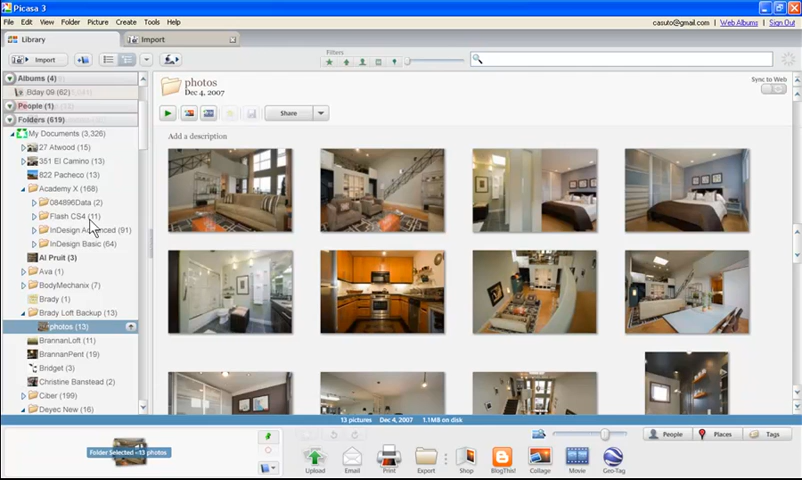 Picasa 3
File Edit View Folder Picture Create Tools Help
casuto@gmail.com Web Albums | Sign Out
Library Import
Import
Filters
Albums (4)
Bday 09 (62)
People (1)
Folders (619)
My Documents (3,326)
27 Atwood (15)
351 El Camino (13)
822 Pacheco (13)
Academy X (168)
084896Data (2)
Flash CS4 (11)
InDesign Advanced (91)
InDesign Basic (64)
Al Pruit (3)
Ava (1)
BodyMechanix (7)
Brady (1)
Brady Loft Backup (13)
photos (13)
BrannanLoft (11)
BrannanPent (19)
Bridget (3)
Christine Banstead (2)
Ciber (199)
Deyec New (16)
photos
Dec 4, 2007
Sync to Web
Share
Add a description
13 pictures Dec 4, 2007 1.1MB on disk
Folder Selected - 13 photos
People Places Tags
Upload Email Print Export Shop BlogThis! Collage Movie Geo-Tag